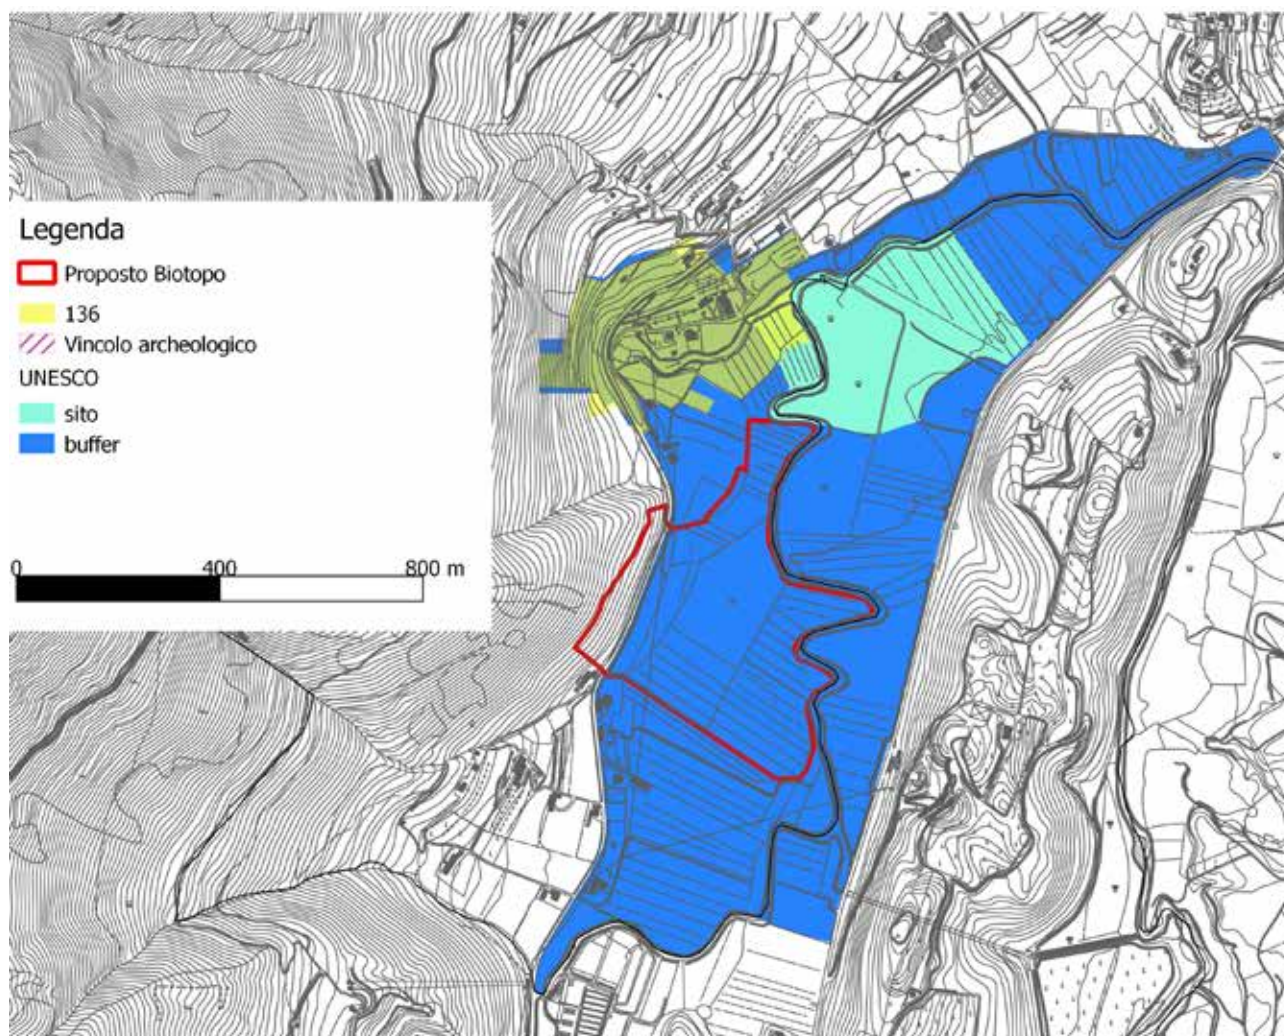 Legenda
Proposto Biotopo
136
Vincolo archeologico
UNESCO
sito
buffer
0 400 800 m